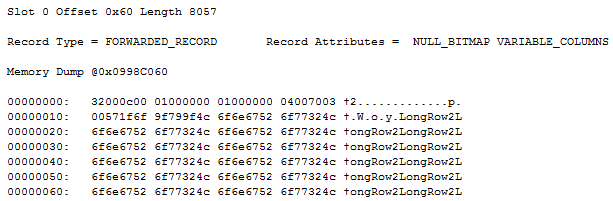 Slot 0 Offset 0x60 Length 8057
Record Type = FORWARDED_RECORD Record Attributes = NULL_BITMAP VARIABLE_COLUMNS
Memory Dump @0x0998C060
00000000: 32000c00 01000000 01000000 04007003 †2.............p.
00000010: 00571f6f 9f799f4c 6f6e6752 6f77324c †.W.o.y.LongRow2L
00000020: 6f6e6752 6f77324c 6f6e6752 6f77324c †ongRow2LongRow2L
00000030: 6f6e6752 6f77324c 6f6e6752 6f77324c †ongRow2LongRow2L
00000040: 6f6e6752 6f77324c 6f6e6752 6f77324c †ongRow2LongRow2L
00000050: 6f6e6752 6f77324c 6f6e6752 6f77324c †ongRow2LongRow2L
00000060: 6f6e6752 6f77324c 6f6e6752 6f77324c †ongRow2LongRow2L